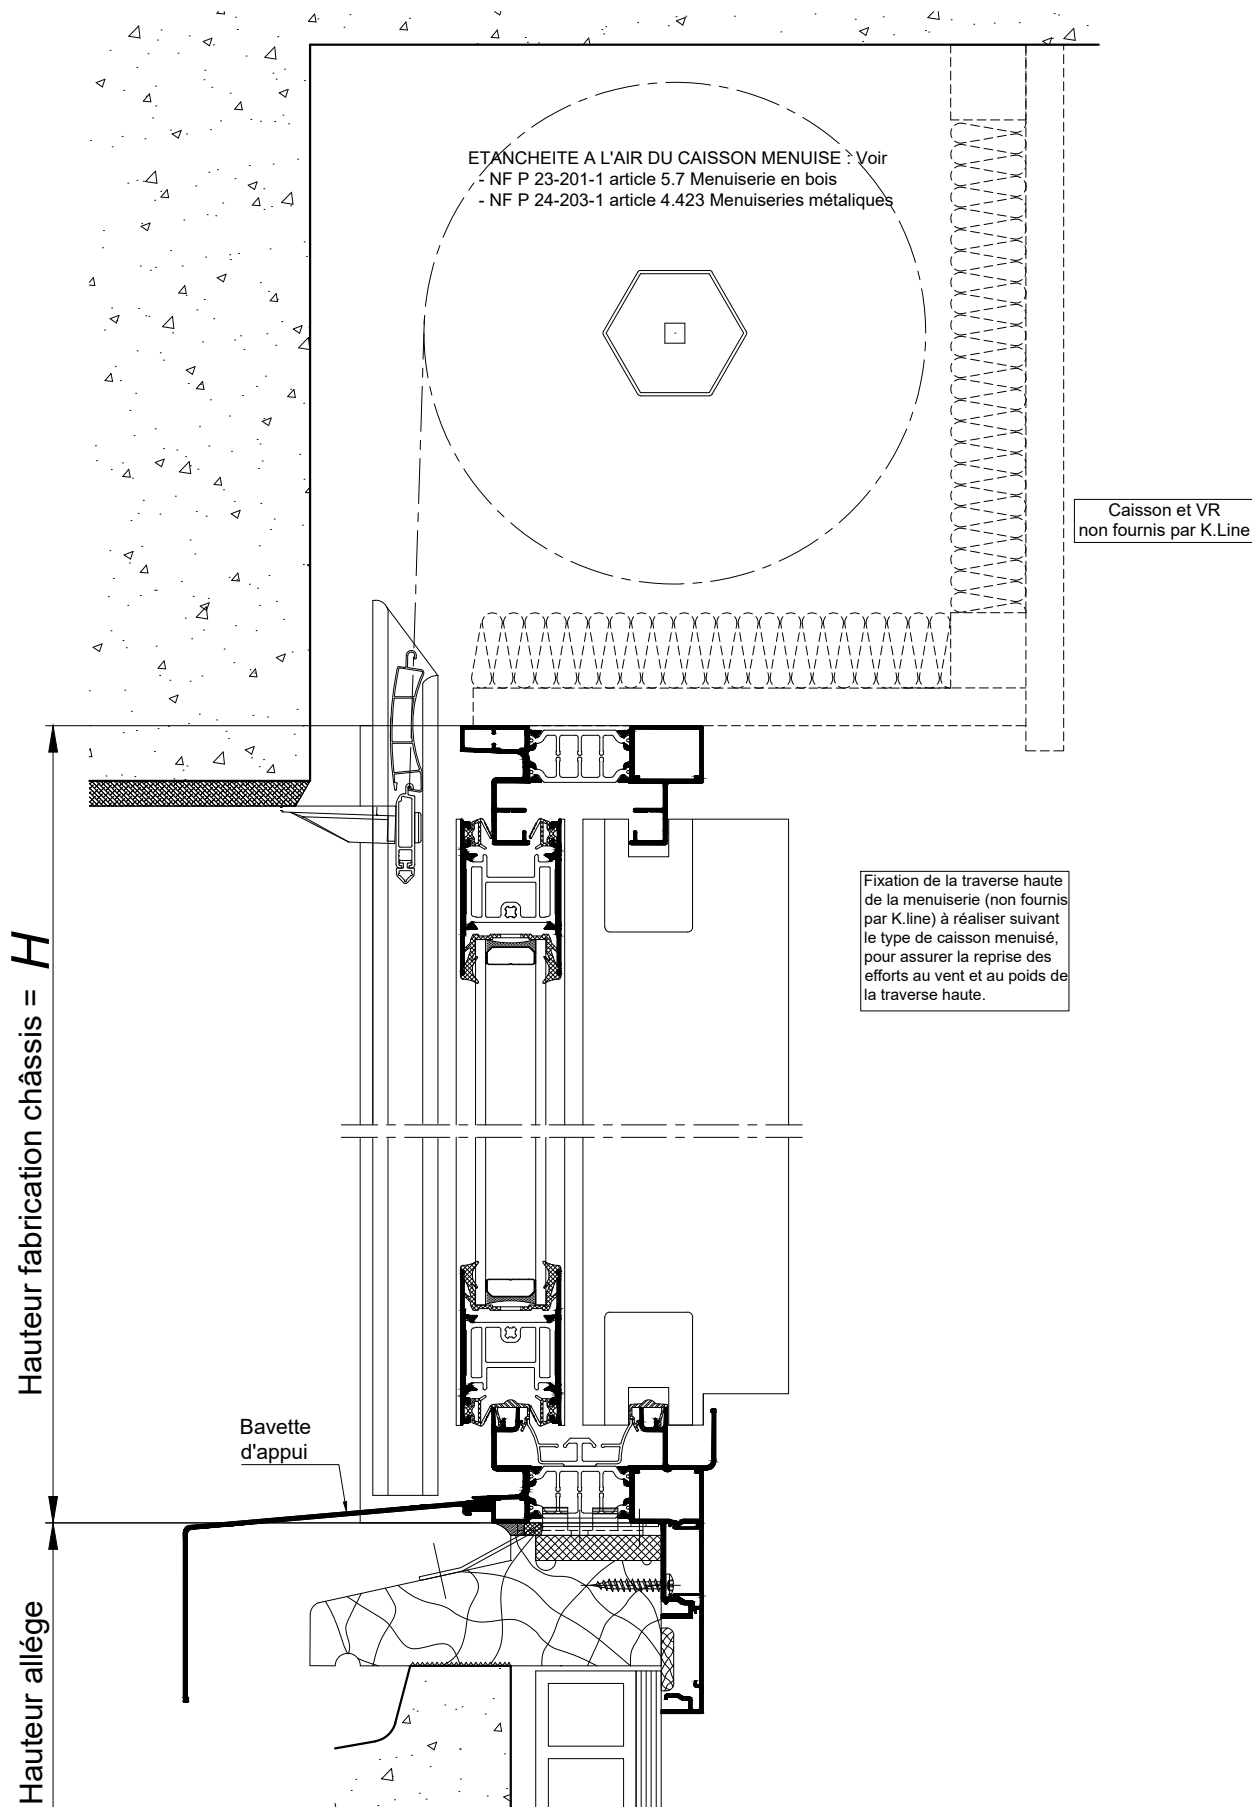 ETANCHEITE A L'AIR DU CAISSON MENUISE : Voir
- NF P 23-201-1 article 5.7 Menuiserie en bois
- NF P 24-203-1 article 4.423 Menuiseries métaliques
Caisson et VR
non fournis par K.Line
Fixation de la traverse haute
de la menuiserie (non fournis
par K.line) à réaliser suivant
le type de caisson menuisé,
pour assurer la reprise des
efforts au vent et au poids de
la traverse haute.
Hauteur fabrication châssis = H
Bavette
d'appui
Hauteur allége